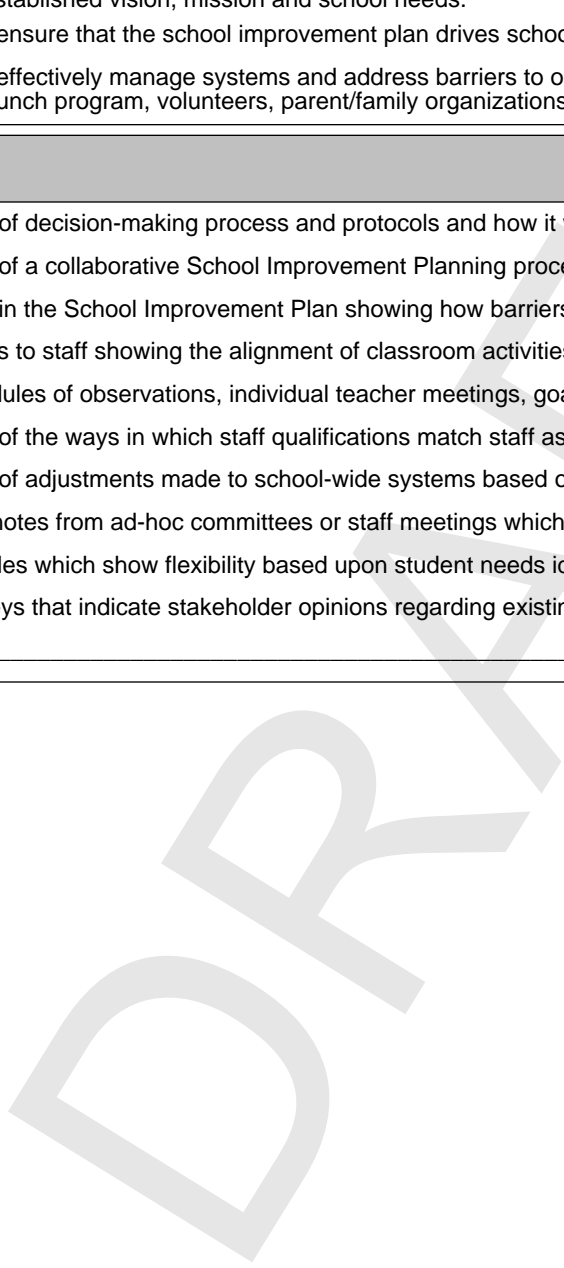 stablished vision, mission and school needs.
ensure that the school improvement plan drives schoo
effectively manage systems and address barriers to o
unch program, volunteers, parent/family organizations
of decision-making process and protocols and how it
of a collaborative School Improvement Planning proce
in the School Improvement Plan showing how barriers
s to staff showing the alignment of classroom activities
ules of observations, individual teacher meetings, goa
of the ways in which staff qualifications match staff as
of adjustments made to school-wide systems based o
notes from ad-hoc committees or staff meetings which
les which show flexibility based upon student needs id
ys that indicate stakeholder opinions regarding existin
DRAF